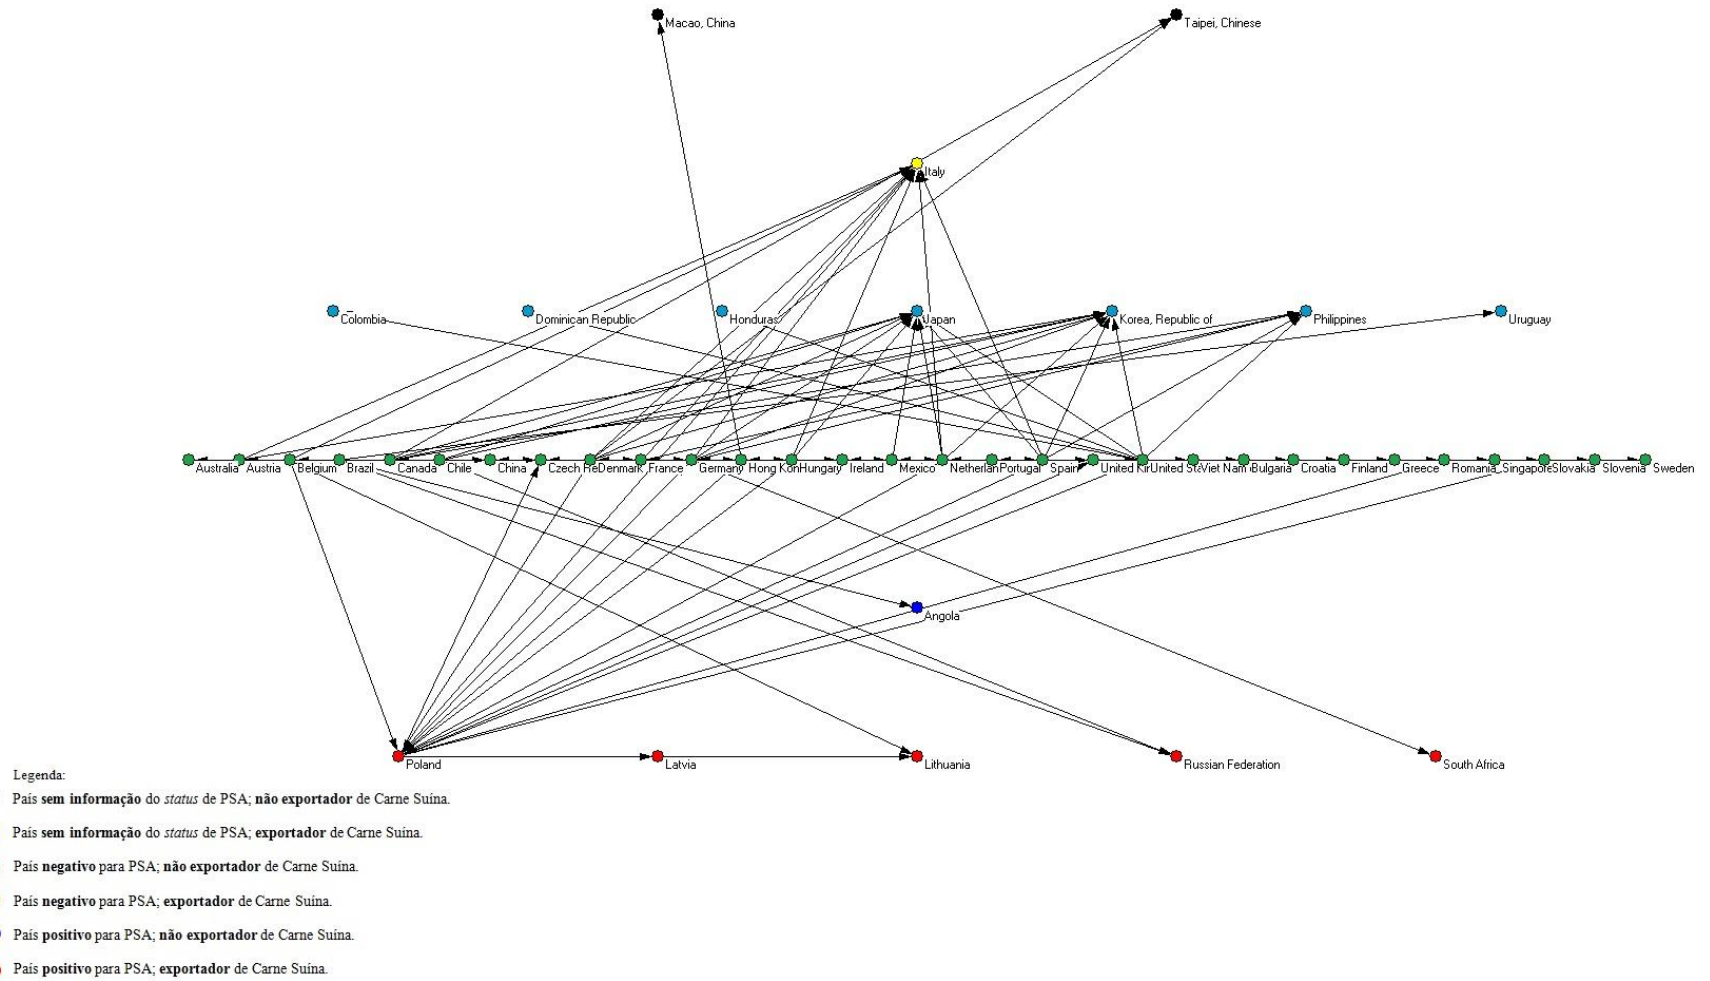 Macao, China
Taipei, Chinese
Italy
Colombia
Dominican Republic
Honduras
Japan
Korea, Republic of
Philippines
Uruguay
Australia
Austria
Belgium
Brazil
Canada
Chile
China
Czech Re
Denmark
France
Germany
Hong Kon
Hungary
Ireland
Mexico
Netherlan
Portugal
Spain
United Kin
United Sta
Viet Nam
Bulgaria
Croatia
Finland
Greece
Romania
Singapore
Slovakia
Slovenia
Sweden
Angola
Poland
Latvia
Lithuania
Russian Federation
South Africa
Legenda:
País sem informação do status de PSA; não exportador de Carne Suína.
País sem informação do status de PSA; exportador de Carne Suína.
País negativo para PSA; não exportador de Carne Suína.
País negativo para PSA; exportador de Carne Suína.
País positivo para PSA; não exportador de Carne Suína.
País positivo para PSA; exportador de Carne Suína.